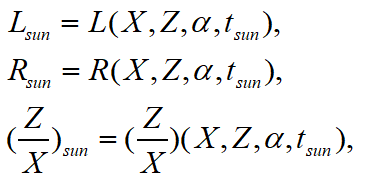 L_sun = L(X, Z, α, t_sun),
R_sun = R(X, Z, α, t_sun),
(Z/X)_sun = (Z/X)(X, Z, α, t_sun),